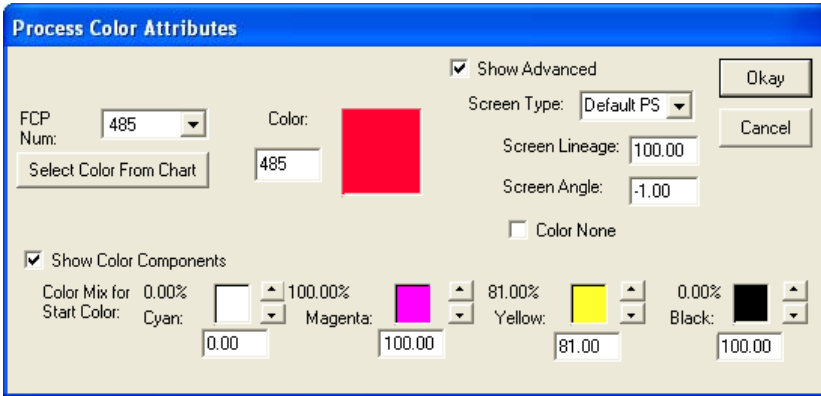 Process Color Attributes
Show Advanced
Okay
Screen Type: Default PS
FCP Num: 485
Color:
Cancel
485
Select Color From Chart
Screen Lineage: 100.00
Screen Angle: -1.00
Color None
Show Color Components
Color Mix for Start Color:
0.00% Cyan: 0.00
100.00% Magenta: 100.00
81.00% Yellow: 81.00
0.00% Black: 100.00